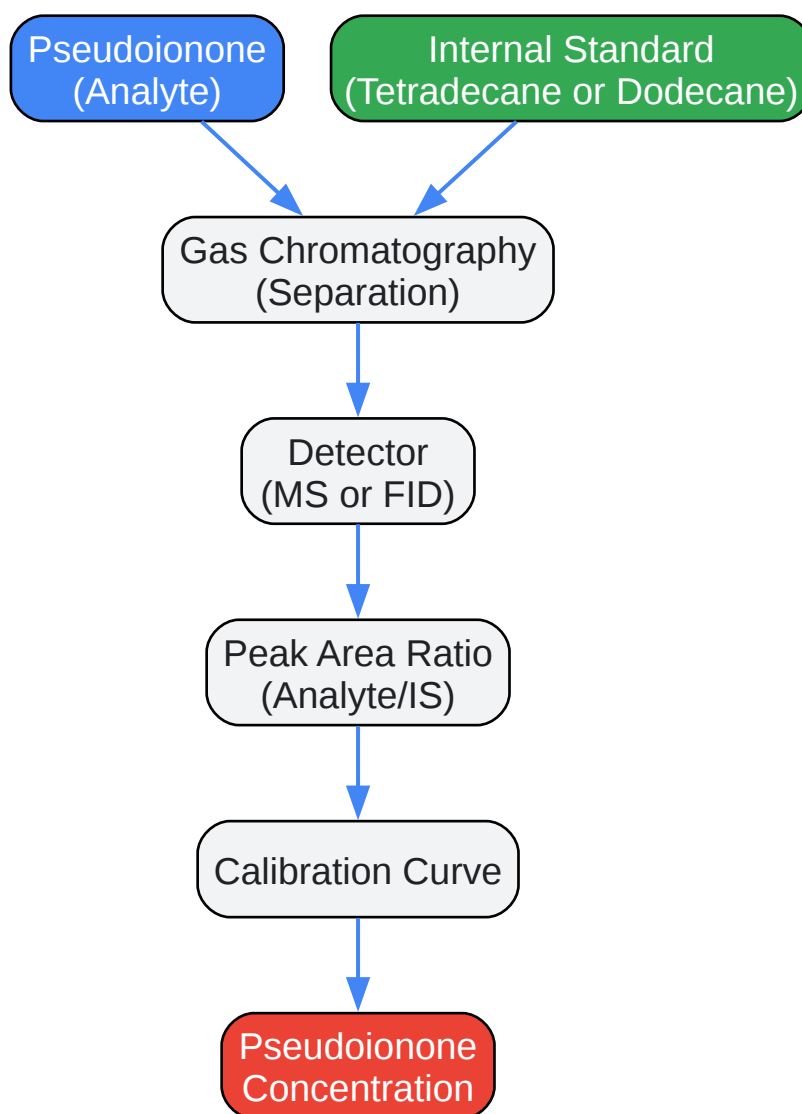 Pseudoionone
(Analyte)
Internal Standard
(Tetradecane or Dodecane)
Gas Chromatography
(Separation)
Detector
(MS or FID)
Peak Area Ratio
(Analyte/IS)
Calibration Curve
Pseudoionone
Concentration